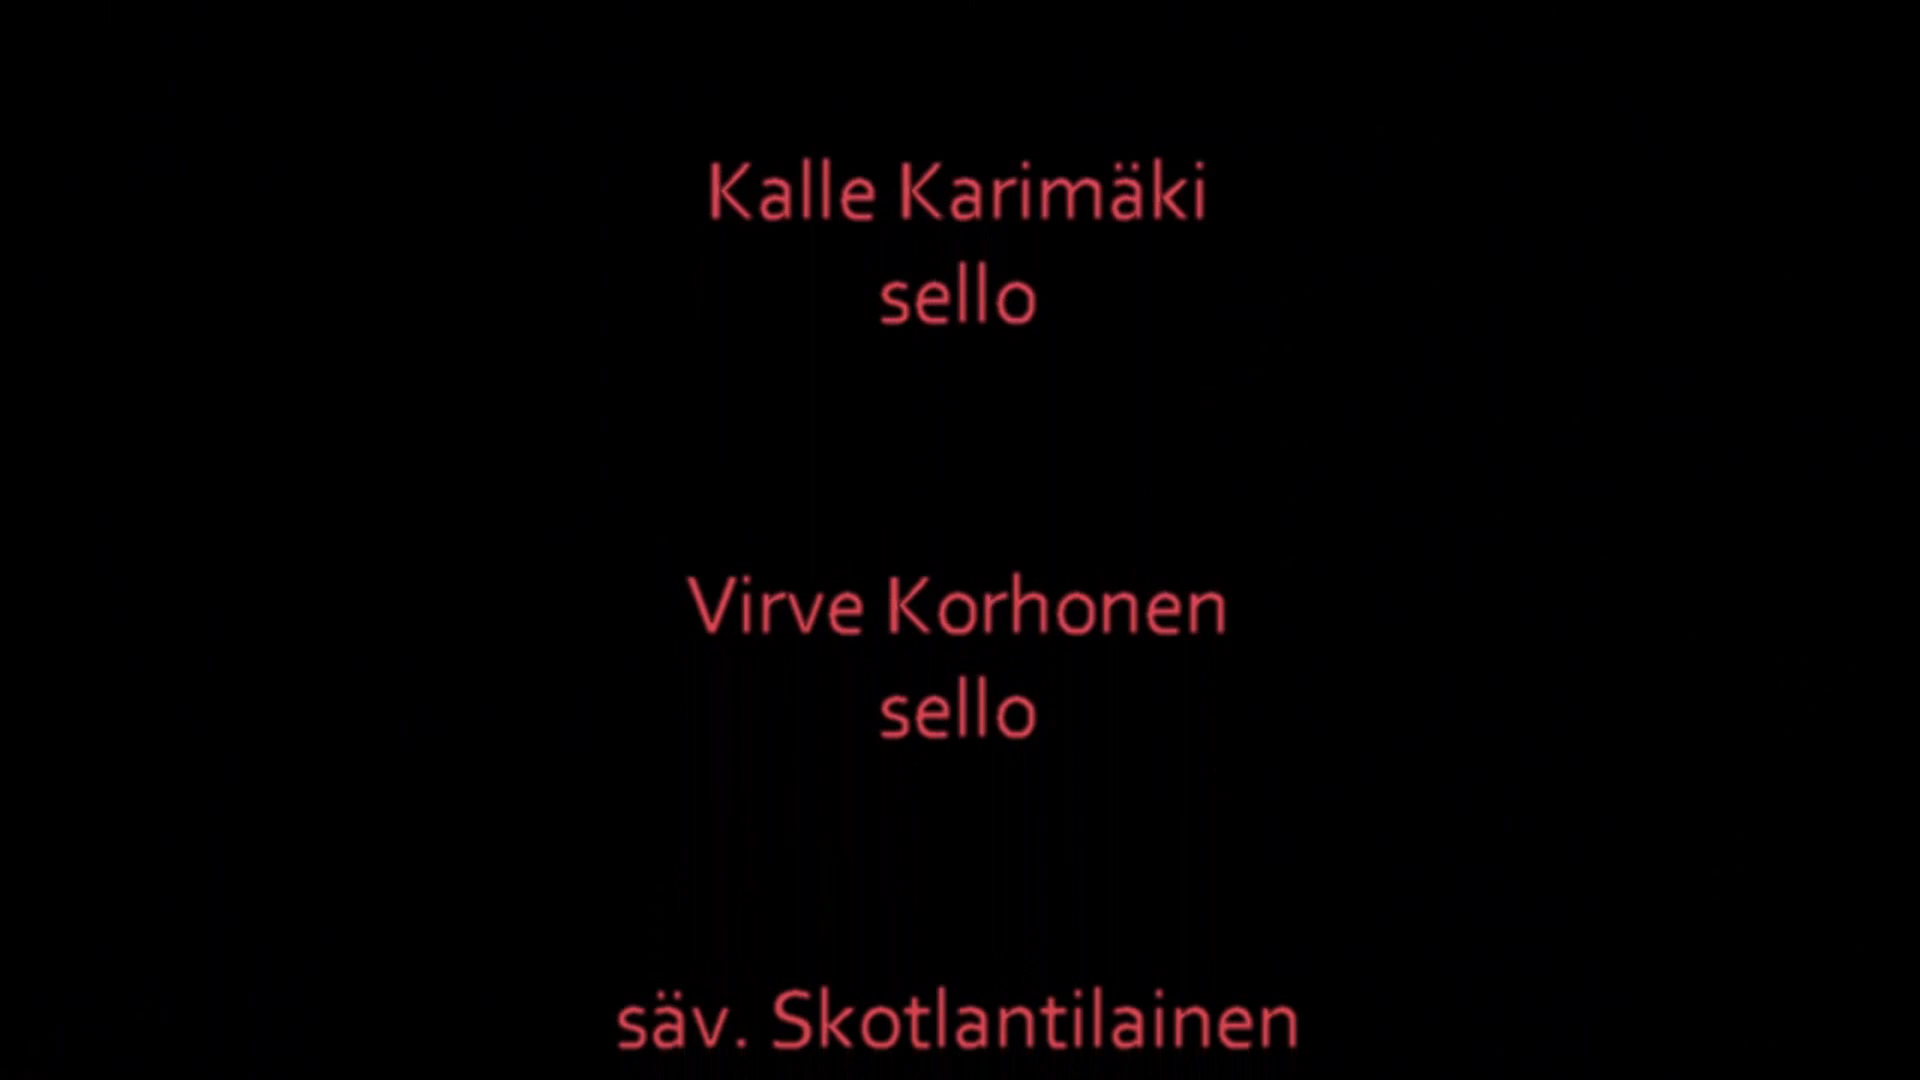 Kalle Karimäki
sello
Virve Korhonen
sello
säv. Skotlantilainen